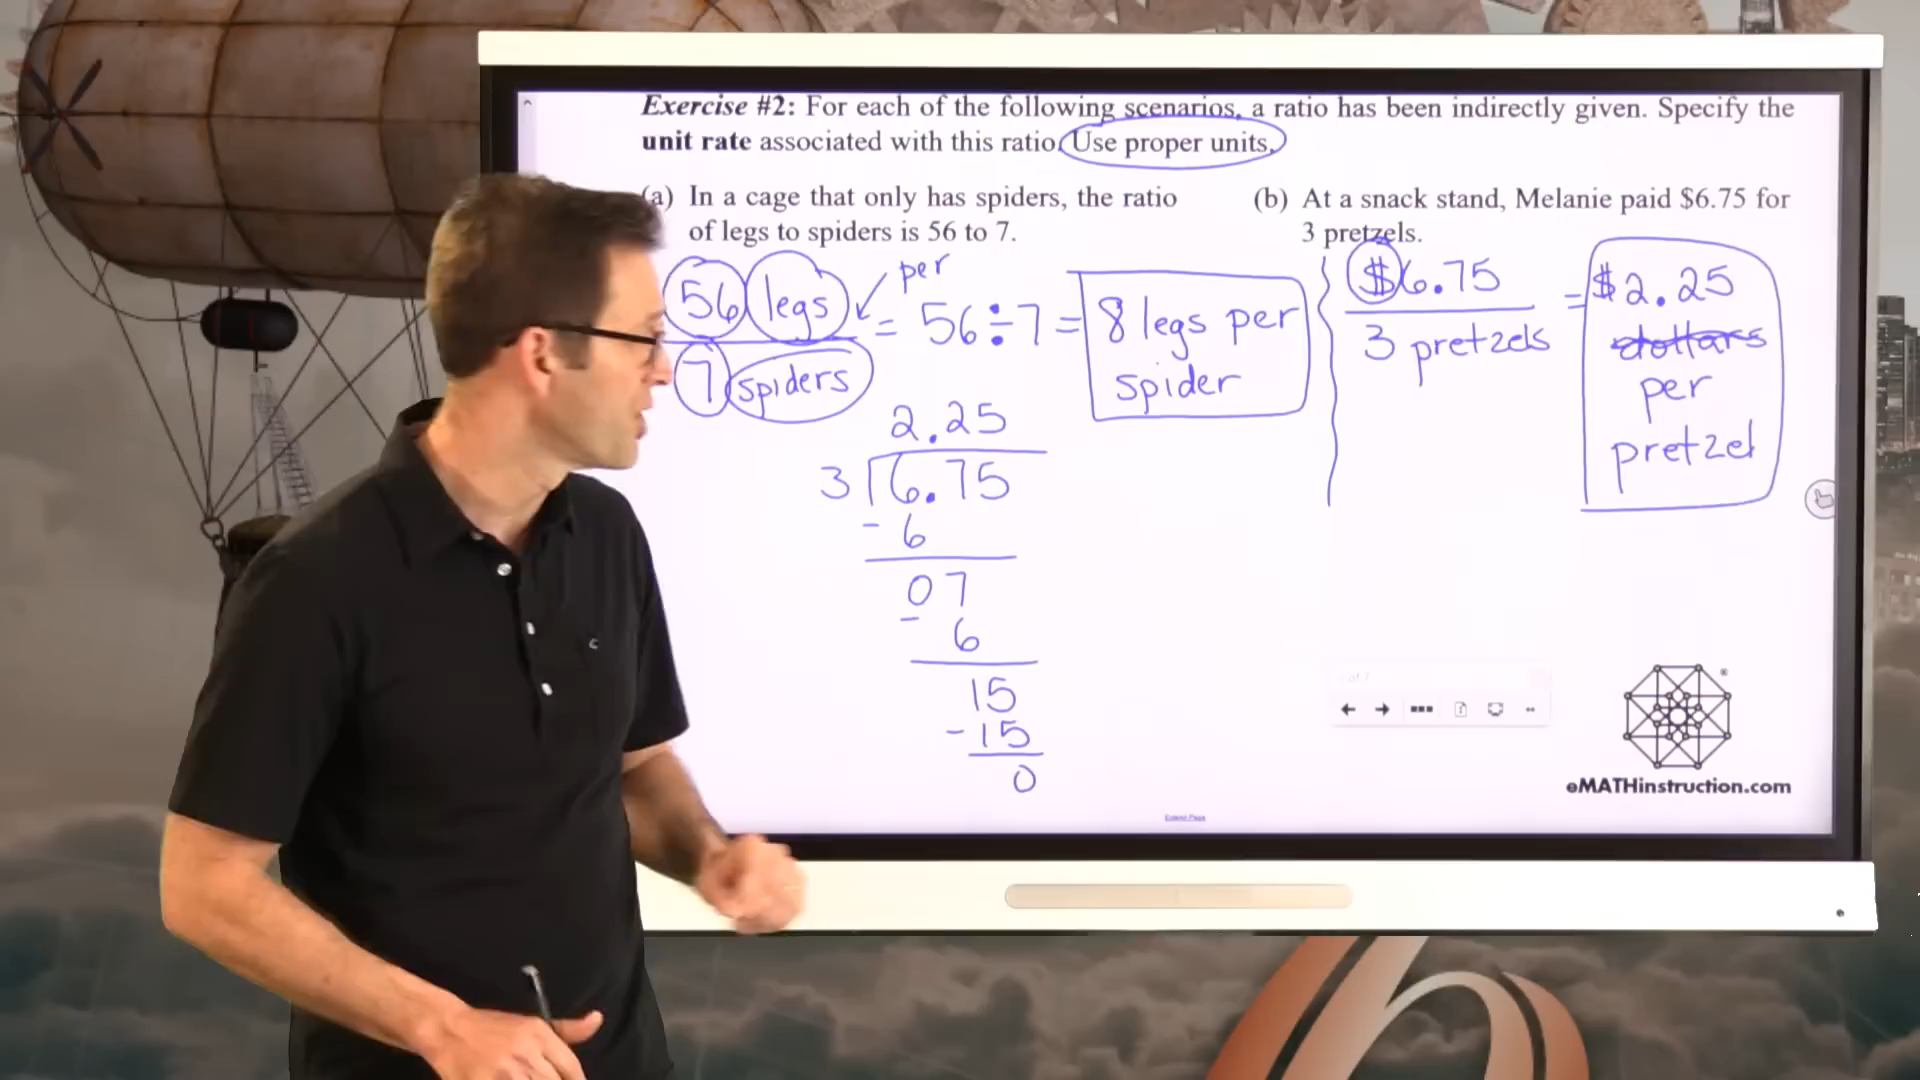 Exercise #2: For each of the following scenarios, a ratio has been indirectly given. Specify the
unit rate associated with this ratio. Use proper units.
(a) In a cage that only has spiders, the ratio
of legs to spiders is 56 to 7.
56 legs
7 spiders
per
= 56 ÷ 7 =
8 legs per
spider
2.25
3 6.75
- 6
07
- 6
15
- 15
0
(b) At a snack stand, Melanie paid $6.75 for
3 pretzels.
$6.75
3 pretzels
= $2.25
dollars
per
pretzel
eMATHinstruction.com
Extend Page